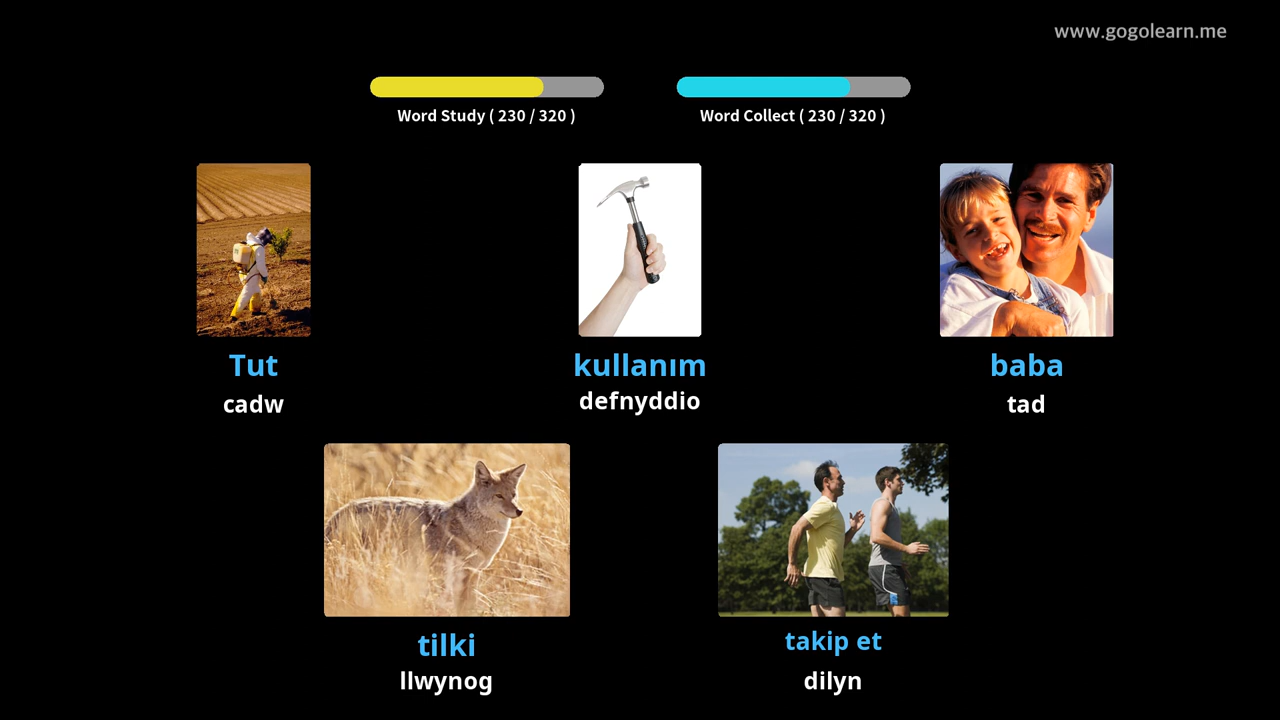 www.gogolearn.me
Word Study ( 230 / 320 )
Word Collect ( 230 / 320 )
Tut
cadw
kullanım
defnyddio
baba
tad
tilki
llwynog
takip et
dilyn